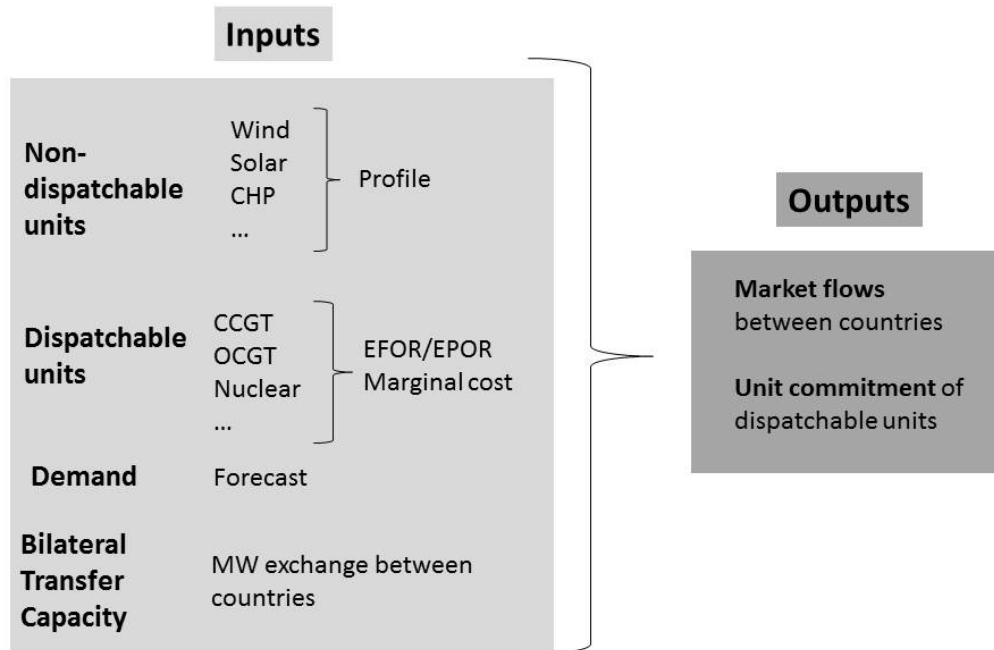 Inputs
Non-
dispatchable
units
Wind
Solar
CHP
...
Profile
Dispatchable
units
CCGT
OCGT
Nuclear
...
EFOR/EPOR
Marginal cost
Demand
Forecast
Bilateral
Transfer
Capacity
MW exchange between
countries
Outputs
Market flows
between countries
Unit commitment of
dispatchable units